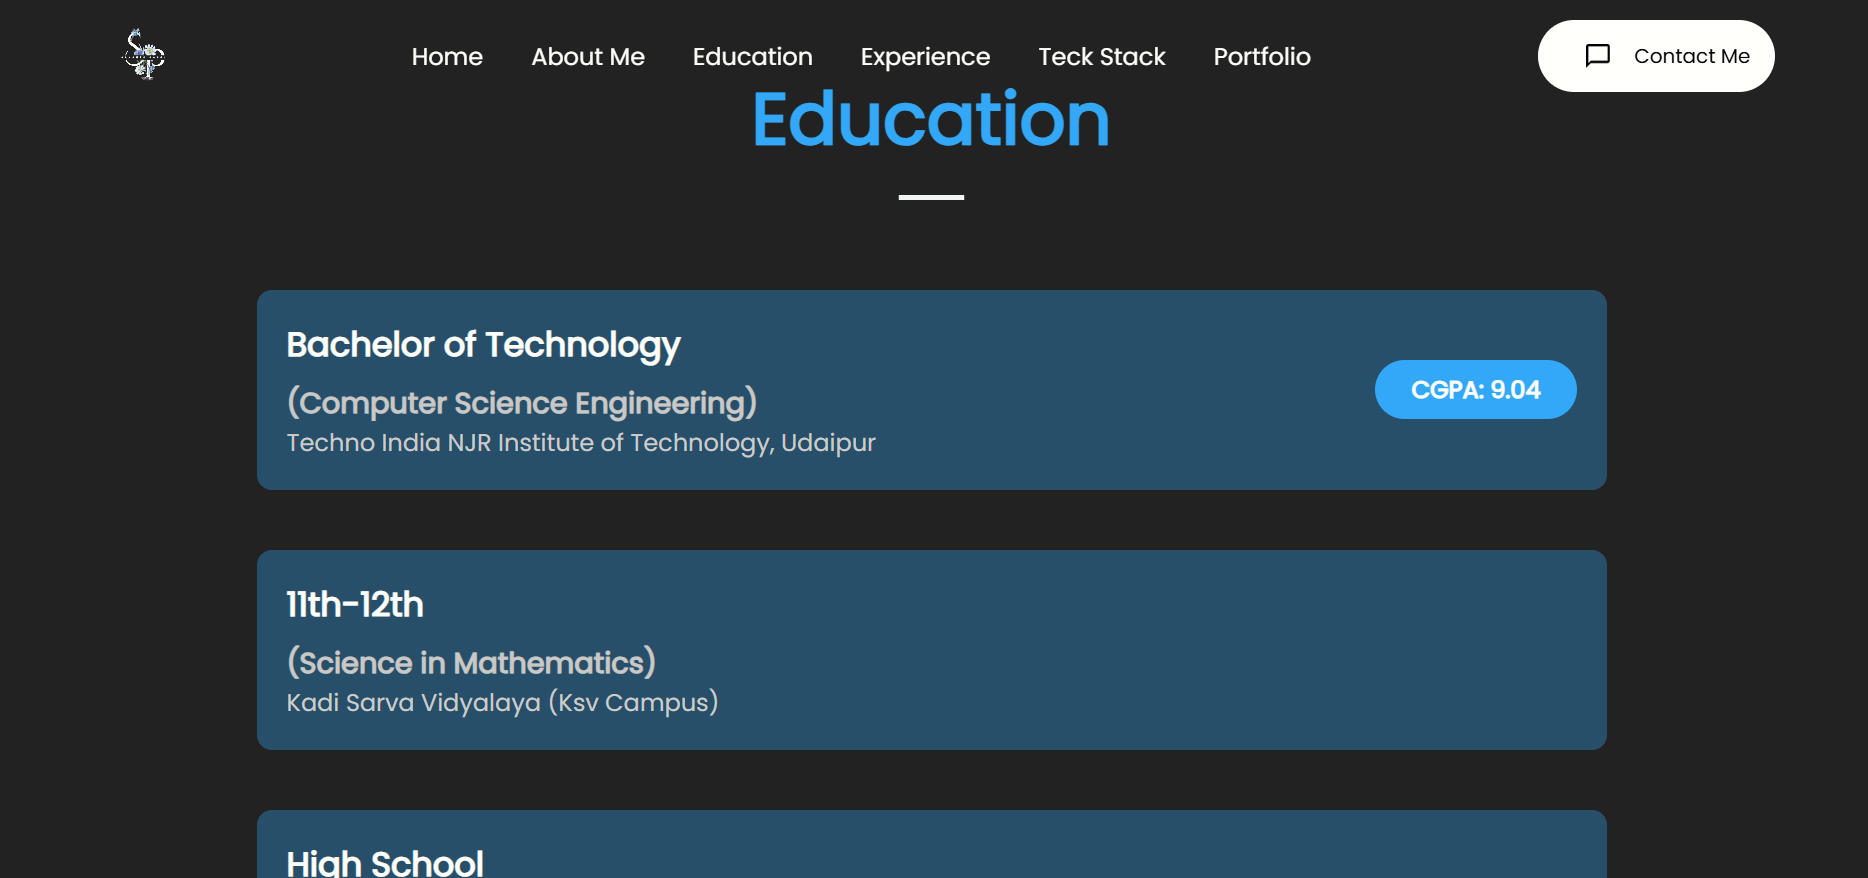 Home
About Me
Education
Experience
Teck Stack
Portfolio
Contact Me
Education
Bachelor of Technology
(Computer Science Engineering)
Techno India NJR Institute of Technology, Udaipur
CGPA: 9.04
11th-12th
(Science in Mathematics)
Kadi Sarva Vidyalaya (Ksv Campus)
High School